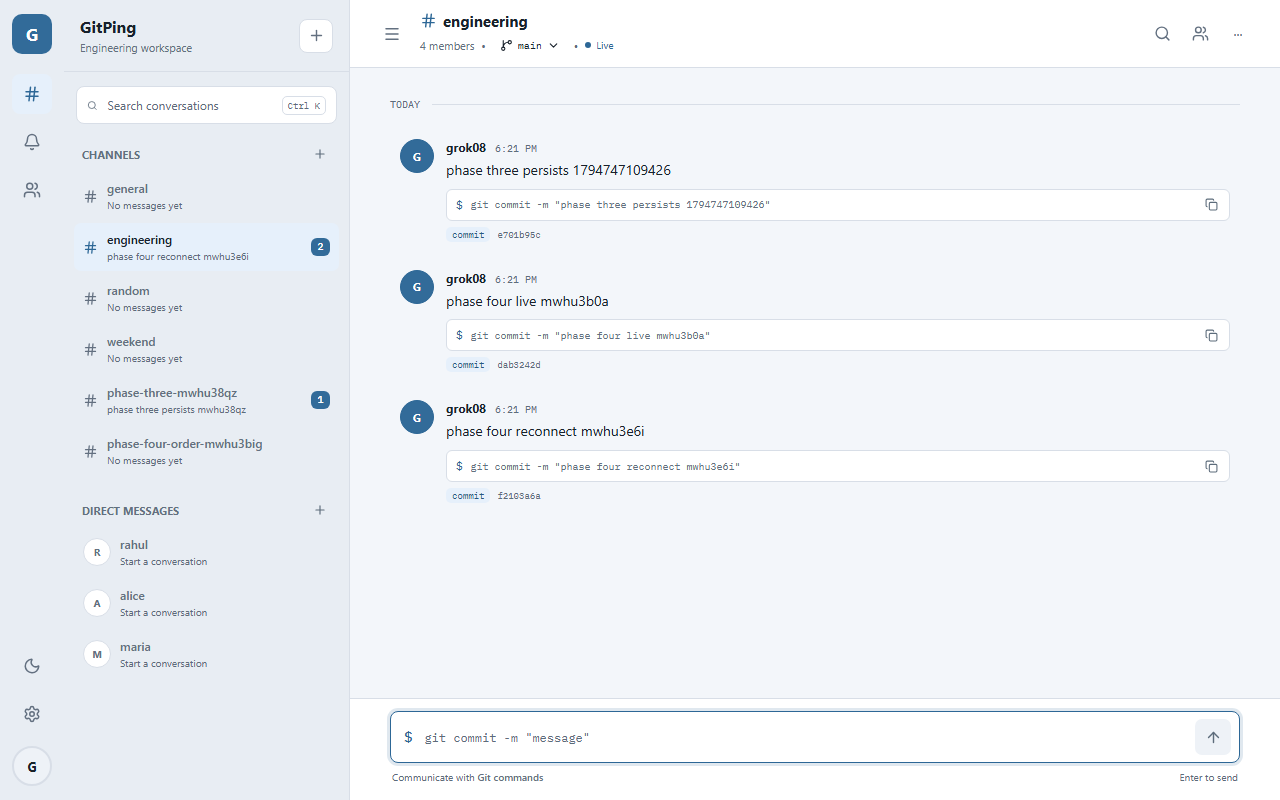 G
GitPing
Engineering workspace
Search conversations
Ctrl K
CHANNELS
general
No messages yet
engineering
phase four reconnect mwhu3e6i
2
random
No messages yet
weekend
No messages yet
phase-three-mwhu38qz
phase three persists mwhu38qz
1
phase-four-order-mwhu3big
No messages yet
DIRECT MESSAGES
R
rahul
Start a conversation
A
alice
Start a conversation
M
maria
Start a conversation
G
# engineering
4 members • main • Live
TODAY
G
grok08 6:21 PM
phase three persists 1794747109426
$ git commit -m "phase three persists 1794747109426"
commit e701b95c
G
grok08 6:21 PM
phase four live mwhu3b0a
$ git commit -m "phase four live mwhu3b0a"
commit dab3242d
G
grok08 6:21 PM
phase four reconnect mwhu3e6i
$ git commit -m "phase four reconnect mwhu3e6i"
commit f2103a6a
$ git commit -m "message"
Communicate with Git commands
Enter to send